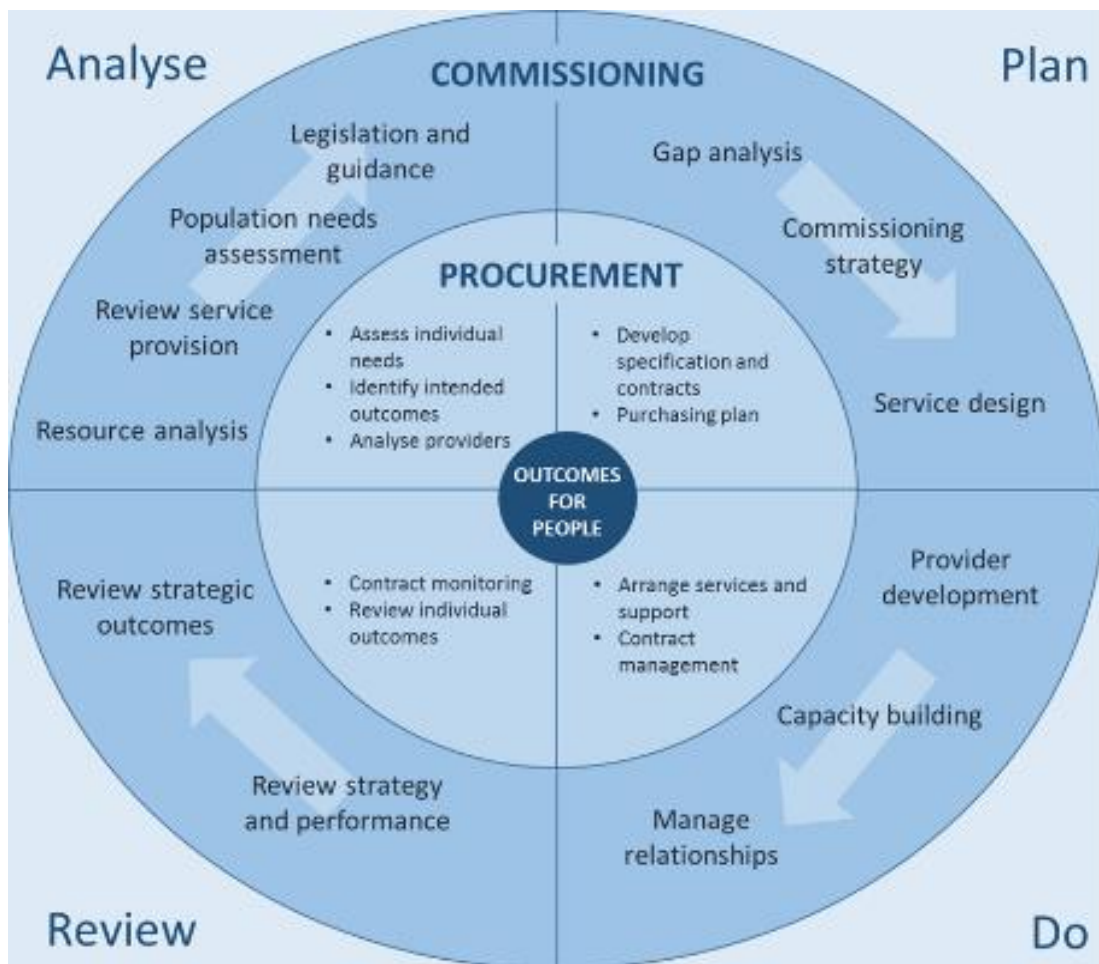 Analyse
Plan
COMMISSIONING
Legislation and
guidance
Population needs
assessment
Review service
provision
Resource analysis
Gap analysis
Commissioning
strategy
Service design
PROCUREMENT
• Assess individual
needs
• Identify intended
outcomes
• Analyse providers
• Develop
specification and
contracts
• Purchasing plan
OUTCOMES
FOR
PEOPLE
• Contract monitoring
• Review individual
outcomes
• Arrange services and
support
• Contract
management
Review strategic
outcomes
Review strategy
and performance
Provider
development
Capacity building
Manage
relationships
Review
Do